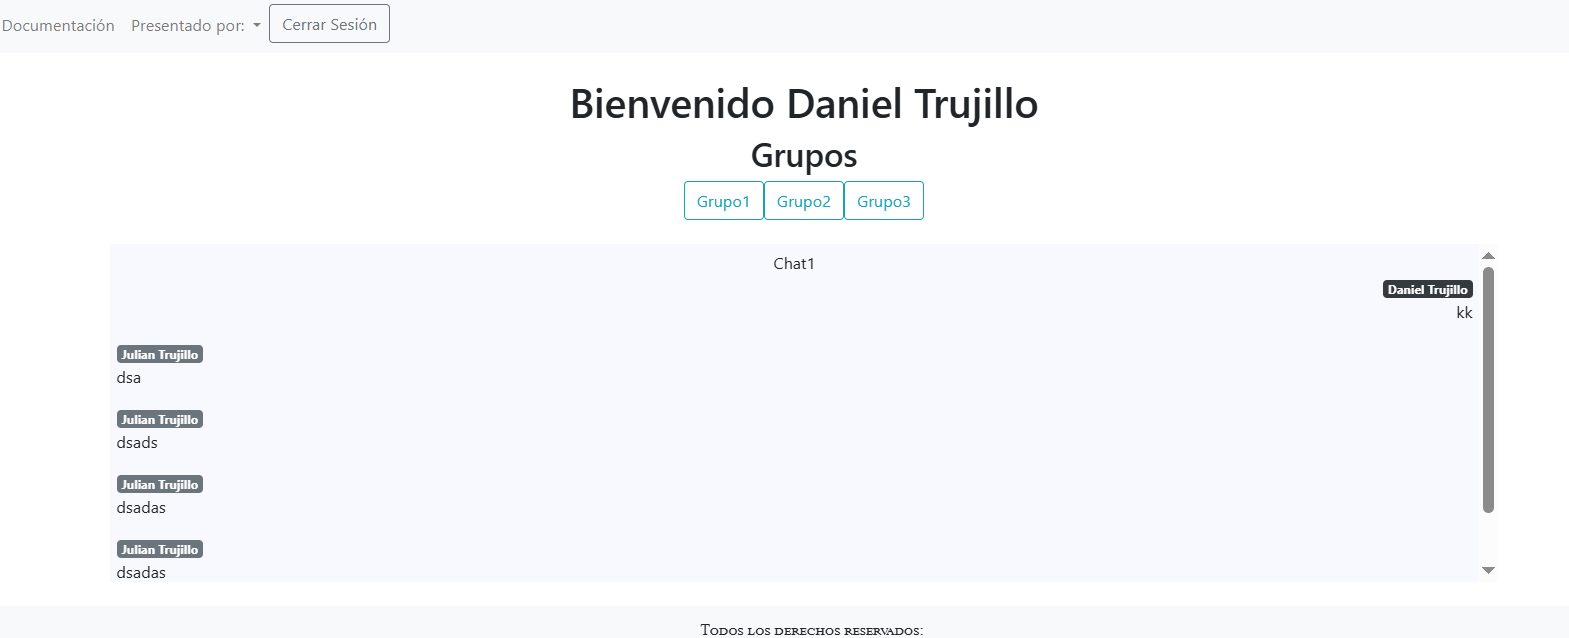 Documentación Presentado por: Cerrar Sesión
Bienvenido Daniel Trujillo
Grupos
Grupo1 Grupo2 Grupo3
Chat1
Daniel Trujillo
kk
Julian Trujillo
dsa
Julian Trujillo
dsads
Julian Trujillo
dsadas
Julian Trujillo
dsadas
Todos los derechos reservados: